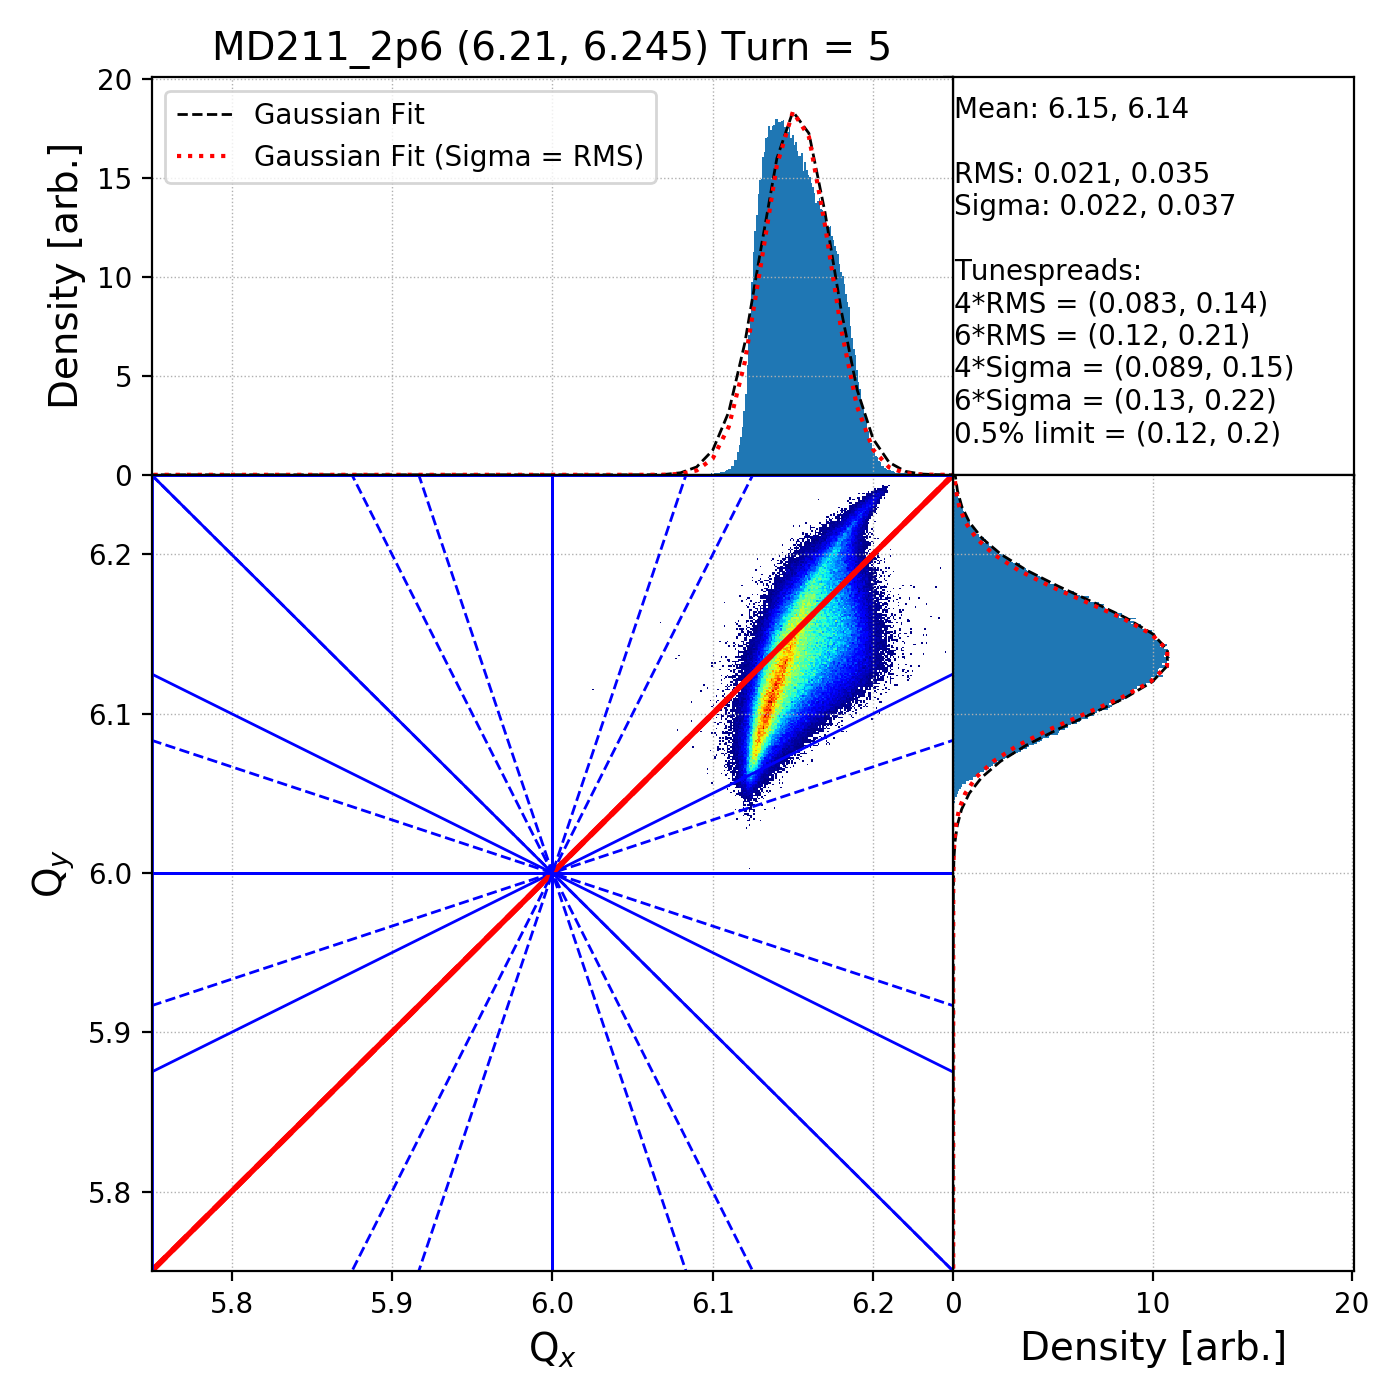 MD211_2p6 (6.21, 6.245) Turn = 5
20
15
10
5
0
Density [arb.]
Gaussian Fit
Gaussian Fit (Sigma = RMS)
Mean: 6.15, 6.14
RMS: 0.021, 0.035
Sigma: 0.022, 0.037
Tunespreads:
4*RMS = (0.083, 0.14)
6*RMS = (0.12, 0.21)
4*Sigma = (0.089, 0.15)
6*Sigma = (0.13, 0.22)
0.5% limit = (0.12, 0.2)
6.2
6.1
6.0
5.9
5.8
Qy
5.8 5.9 6.0 6.1 6.2
Qx
0 10 20
Density [arb.]